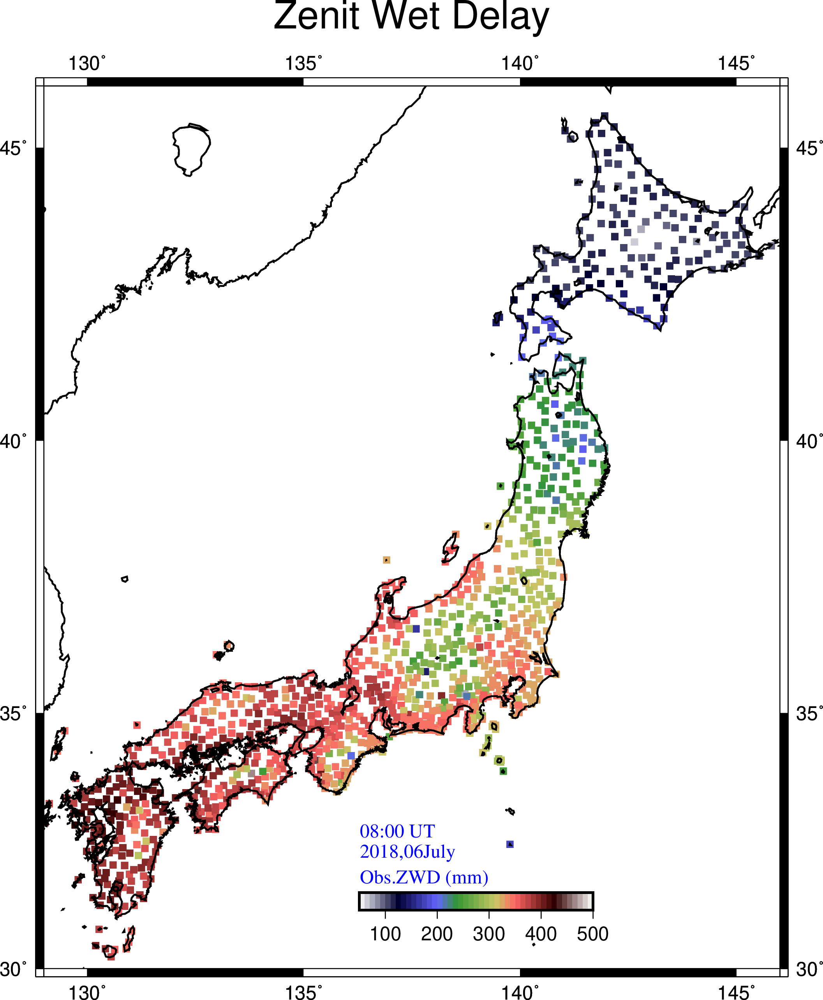 Zenit Wet Delay
130° 135° 140° 145°
45° 45°
40° 40°
35° 35°
08:00 UT
2018,06July
Obs.ZWD (mm)
100 200 300 400 500
30° 30°
130° 135° 140° 145°